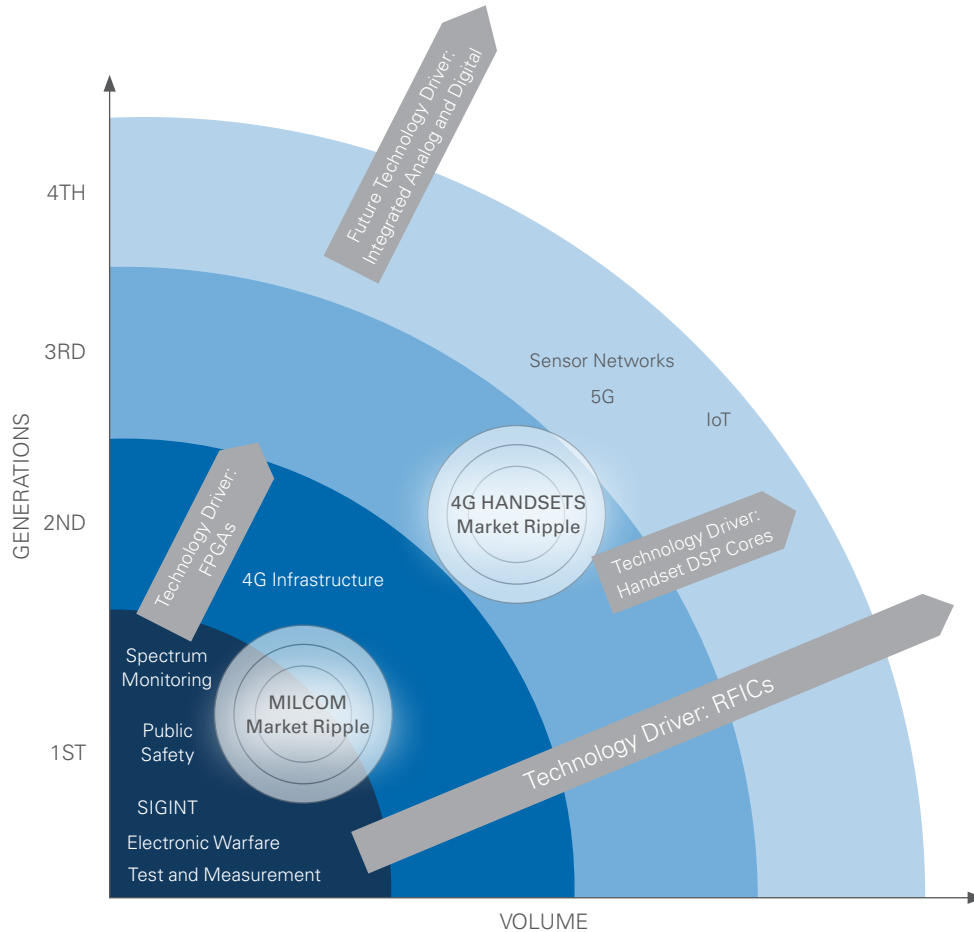 Future Technology Driver:
Integrated Analog and Digital
4TH
3RD
Sensor Networks
5G
IoT
GENERATIONS
2ND
Technology Driver:
FPGAs
4G HANDSETS
Market Ripple
Technology Driver:
Handset DSP Cores
4G Infrastructure
Spectrum
Monitoring
MILCOM
Market Ripple
Technology Driver: RFICs
Public
Safety
1ST
SIGINT
Electronic Warfare
Test and Measurement
VOLUME